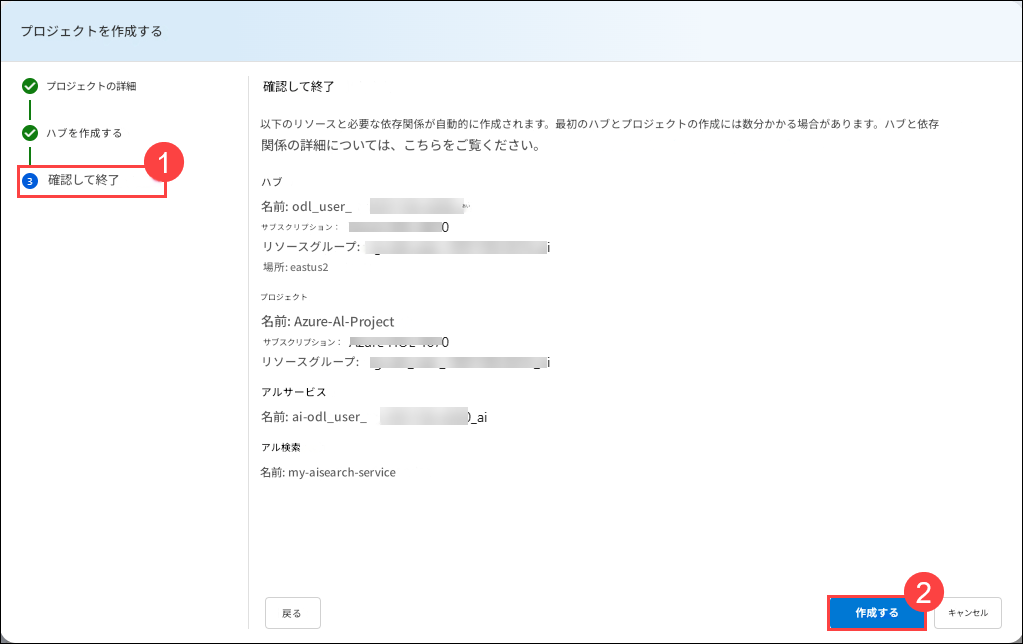 プロジェクトを作成する
プロジェクトの詳細
ハブを作成する
1
3 確認して終了
確認して終了
以下のリソースと必要な依存関係が自動的に作成されます。最初のハブとプロジェクトの作成には数分かかる場合があります。ハブと依存
関係の詳細については、こちらをご覧ください。
ハブ
名前: odl_user_
サブスクリプション: 0
リソースグループ: i
場所: eastus2
プロジェクト
名前: Azure-Al-Project
サブスクリプション: 0
リソースグループ: i
アルサービス
名前: ai-odl_user_ 0_ai
アル検索
名前: my-aisearch-service
戻る
作成する
2
キャンセル